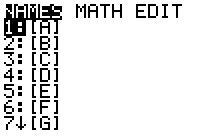 NAMES MATH EDIT
1:[A]
2:[B]
3:[C]
4:[D]
5:[E]
6:[F]
7↓[G]